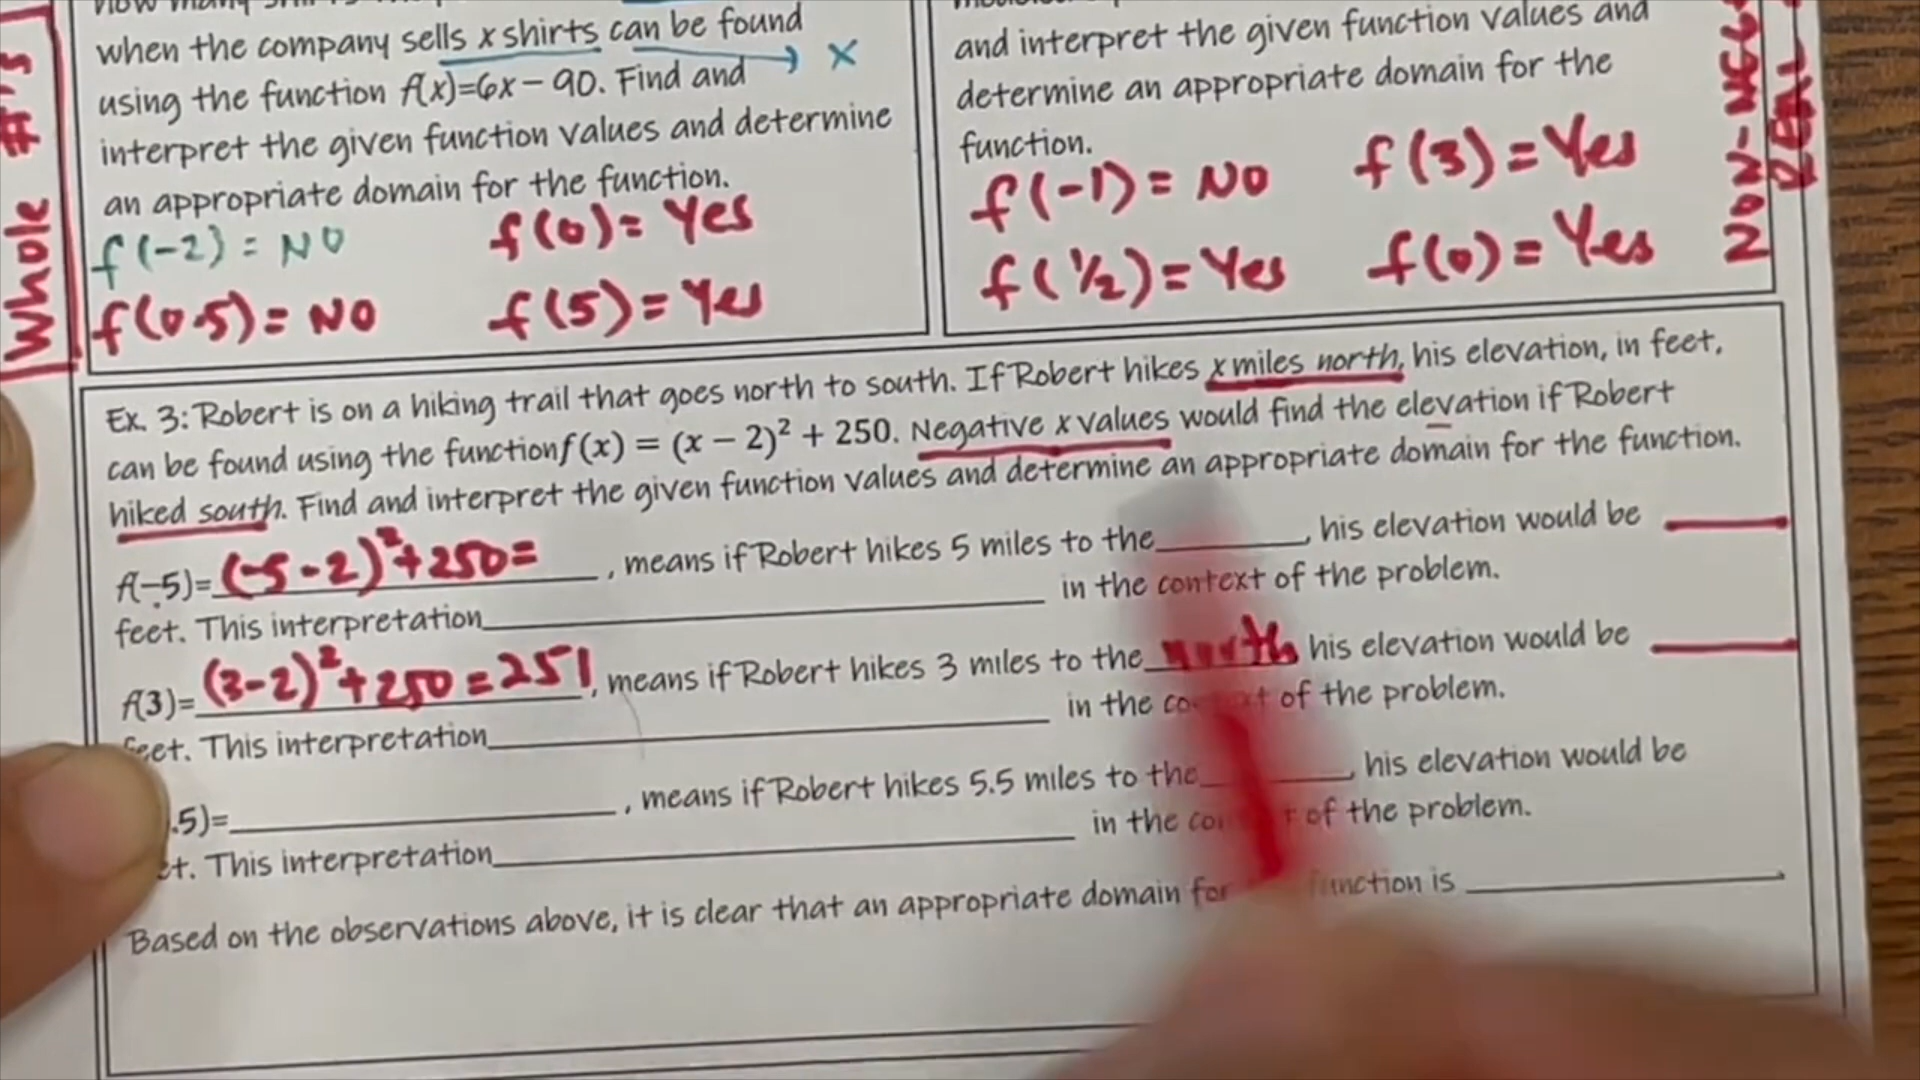 Whole #'s
when the company sells x shirts can be found
x
using the function f(x)=6x – 90. Find and
interpret the given function values and determine
an appropriate domain for the function.
f(-2) = NO
f(0) = Yes
f(0.5) = NO
f(5) = Yes
and interpret the given function values and
determine an appropriate domain for the
function.
f(-1) = NO
f(3) = Yes
f(½) = Yes
f(0) = Yes
REAL
Ex. 3: Robert is on a hiking trail that goes north to south. If Robert hikes x miles north, his elevation, in feet,
can be found using the function f(x) = (x – 2)² + 250. Negative x values would find the elevation if Robert
hiked south. Find and interpret the given function values and determine an appropriate domain for the function.
f(–5)= (-5-2)²+250= , means if Robert hikes 5 miles to the , his elevation would be
feet. This interpretation in the context of the problem.
f(3)= (3-2)²+250=251, means if Robert hikes 3 miles to the north his elevation would be
feet. This interpretation in the of the problem.
.5)= , means if Robert hikes 5.5 miles to the , his elevation would be
This interpretation in the of the problem.
Based on the observations above, it is clear that an appropriate domain for function is